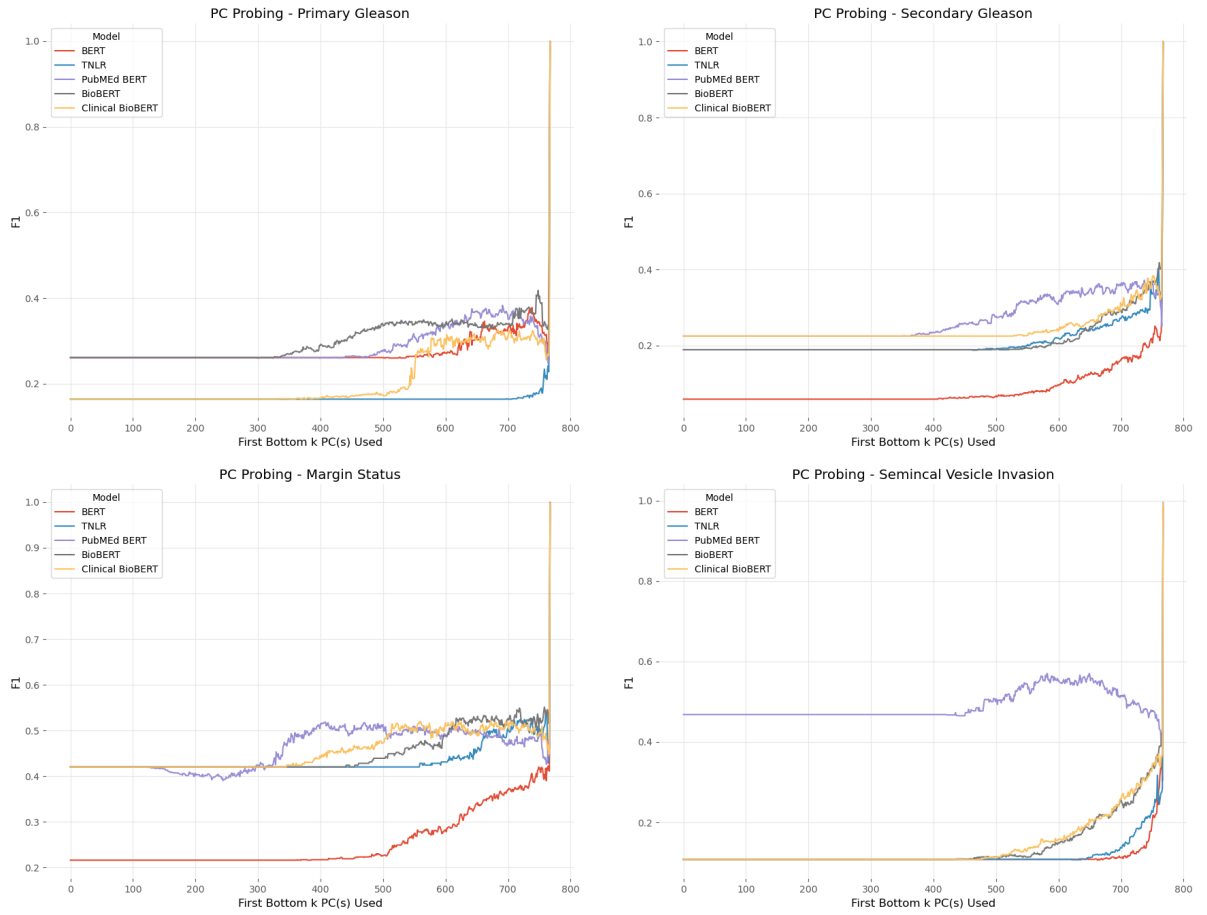 PC Probing - Primary Gleason
Model
BERT
TNLR
PubMEd BERT
BioBERT
Clinical BioBERT
F1
1.0
0.8
0.6
0.4
0.2
0 100 200 300 400 500 600 700 800
First Bottom k PC(s) Used
PC Probing - Secondary Gleason
Model
BERT
TNLR
PubMEd BERT
BioBERT
Clinical BioBERT
F1
1.0
0.8
0.6
0.4
0.2
0 100 200 300 400 500 600 700 800
First Bottom k PC(s) Used
PC Probing - Margin Status
Model
BERT
TNLR
PubMEd BERT
BioBERT
Clinical BioBERT
F1
1.0
0.9
0.8
0.7
0.6
0.5
0.4
0.3
0.2
0 100 200 300 400 500 600 700 800
First Bottom k PC(s) Used
PC Probing - Semincal Vesicle Invasion
Model
BERT
TNLR
PubMEd BERT
BioBERT
Clinical BioBERT
F1
1.0
0.8
0.6
0.4
0.2
0 100 200 300 400 500 600 700 800
First Bottom k PC(s) Used